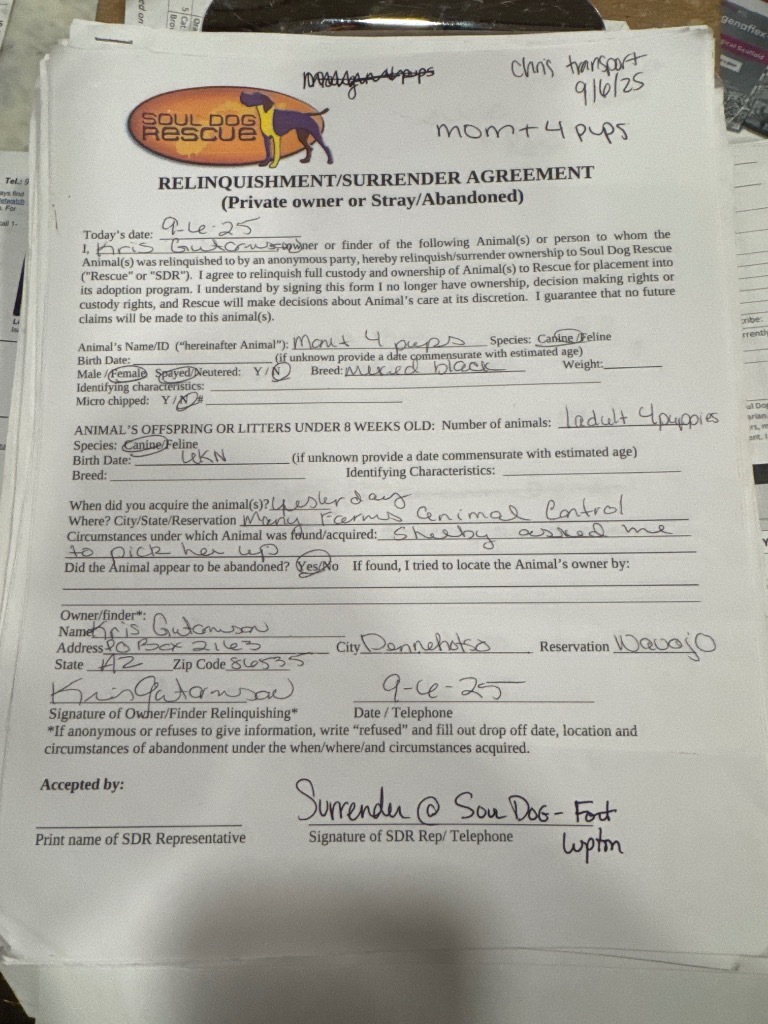 Chris transport
9/6/25
mom + 4 pups
SOUL DOG
RESCUE
RELINQUISHMENT/SURRENDER AGREEMENT
(Private owner or Stray/Abandoned)
Today's date: 9-6-25
I, Kris owner or finder of the following Animal(s) or person to whom the
Animal(s) was relinquished to by an anonymous party, hereby relinquish/surrender ownership to Soul Dog Rescue
("Rescue" or "SDR"). I agree to relinquish full custody and ownership of Animal(s) to Rescue for placement into
its adoption program. I understand by signing this form I no longer have ownership, decision making rights or
custody rights, and Rescue will make decisions about Animal's care at its discretion. I guarantee that no future
claims will be made to this animal(s).
Animal's Name/ID ("hereinafter Animal"): Mom + 4 pups Species: Canine/Feline
Birth Date: (if unknown provide a date commensurate with estimated age)
Male / Female Spayed/Neutered: Y / N Breed: mixed black Weight:
Identifying characteristics:
Micro chipped: Y / N #
ANIMAL'S OFFSPRING OR LITTERS UNDER 8 WEEKS OLD: Number of animals: 1 adult 4 puppies
Species: Canine/Feline
Birth Date: UKN (if unknown provide a date commensurate with estimated age)
Breed: Identifying Characteristics:
When did you acquire the animal(s)? yesterday
Where? City/State/Reservation Many Farms Animal Control
Circumstances under which Animal was found/acquired: Shelby asked me
to pick her up
Did the Animal appear to be abandoned? Yes/No If found, I tried to locate the Animal's owner by:
Owner/finder*:
Name Kris
Address PO Box 2163 City Dennehotso Reservation Navajo
State AZ Zip Code 86535
Kris 9-6-25
Signature of Owner/Finder Relinquishing* Date / Telephone
*If anonymous or refuses to give information, write "refused" and fill out drop off date, location and
circumstances of abandonment under the when/where/and circumstances acquired.
Accepted by:
Surrender @ Soul DOG - Fort
Lupton
Print name of SDR Representative Signature of SDR Rep/ Telephone